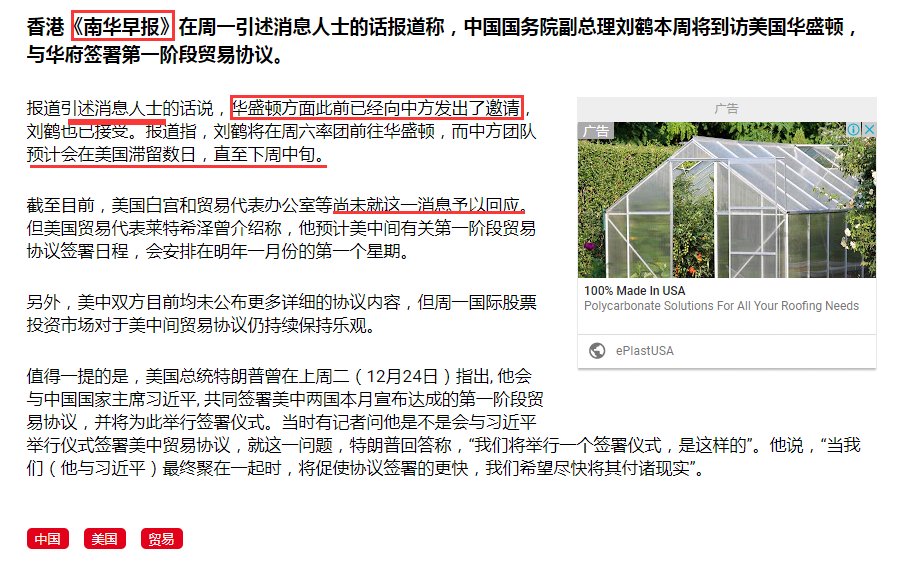 香港《南华早报》在周一引述消息人士的话报道称，中国国务院副总理刘鹤本周将到访美国华盛顿，
与华府签署第一阶段贸易协议。
报道引述消息人士的话说，华盛顿方面此前已经向中方发出了邀请，
刘鹤也已接受。报道指，刘鹤将在周六率团前往华盛顿，而中方团队
预计会在美国滞留数日，直至下周中旬。
截至目前，美国白宫和贸易代表办公室等尚未就这一消息予以回应。
但美国贸易代表莱特希泽曾介绍称，他预计美中间有关第一阶段贸易
协议签署日程，会安排在明年一月份的第一个星期。
另外，美中双方目前均未公布更多详细的协议内容，但周一国际股票
投资市场对于美中间贸易协议仍持续保持乐观。
值得一提的是，美国总统特朗普曾在上周二（12月24日）指出, 他会
与中国国家主席习近平, 共同签署美中两国本月宣布达成的第一阶段贸
易协议，并将为此举行签署仪式。当时有记者问他是不是会与习近平
举行仪式签署美中贸易协议，就这一问题，特朗普回答称，“我们将举行一个签署仪式，是这样的”。他说，“当我
们（他与习近平）最终聚在一起时，将促使协议签署的更快，我们希望尽快将其付诸现实”。
广告
广告
100% Made In USA
Polycarbonate Solutions For All Your Roofing Needs
ePlastUSA
中国
美国
贸易